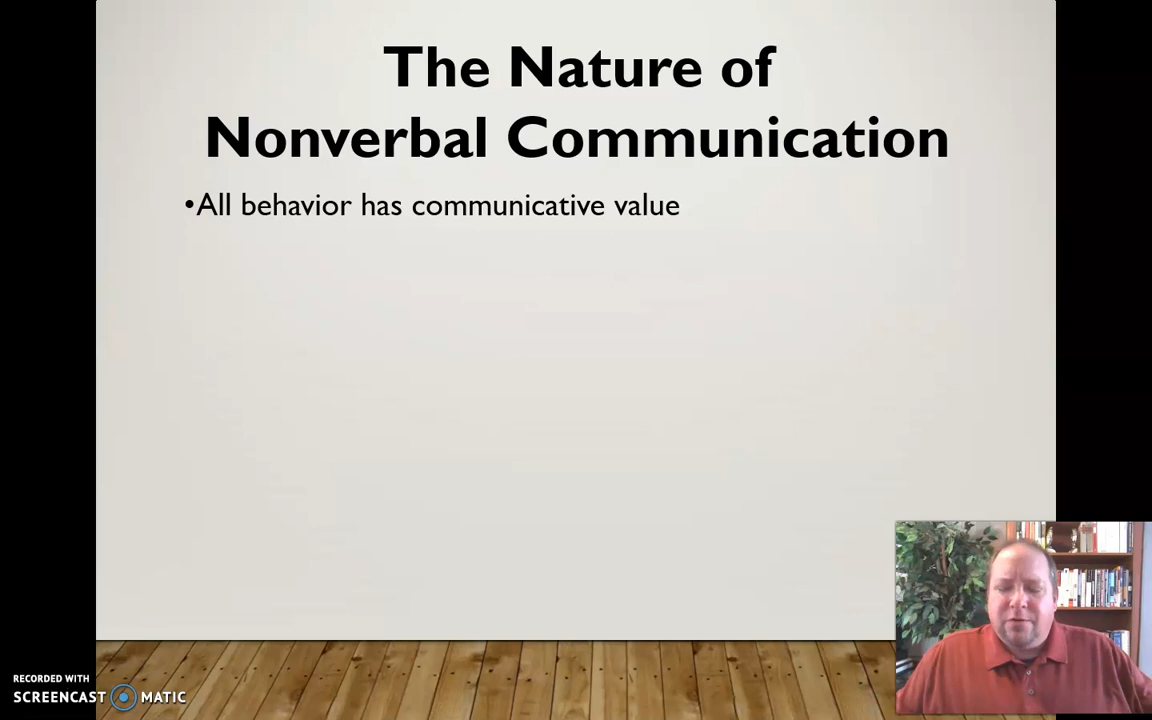 The Nature of
Nonverbal Communication
•All behavior has communicative value
RECORDED WITH
SCREENCAST MATIC